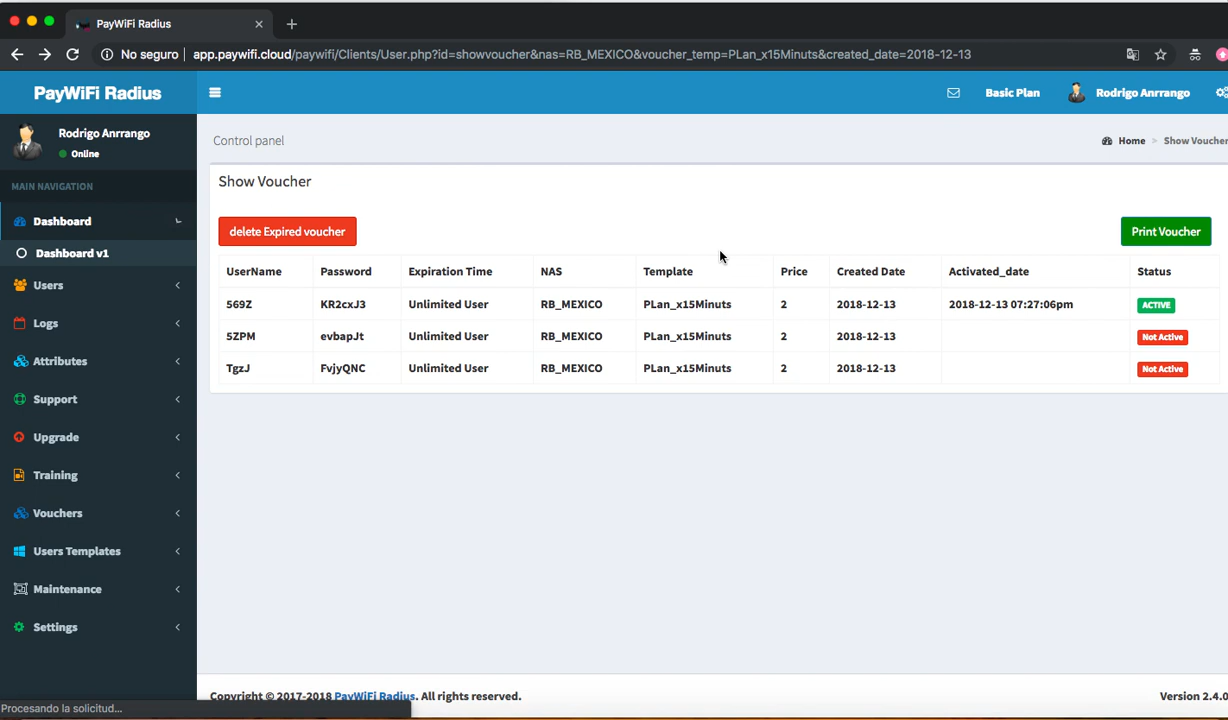 PayWiFi Radius
No seguro app.paywifi.cloud/paywifi/Clients/User.php?id=showvoucher&nas=RB_MEXICO&voucher_temp=PLan_x15Minuts&created_date=2018-12-13
PayWiFi Radius Basic Plan Rodrigo Anrrango
Rodrigo Anrrango
Online
Control panel Home > Show Voucher
MAIN NAVIGATION
Show Voucher
Dashboard
Dashboard v1
Users
Logs
Attributes
Support
Upgrade
Training
Vouchers
Users Templates
Maintenance
Settings
delete Expired voucher Print Voucher
UserName Password Expiration Time NAS Template Price Created Date Activated_date Status
569Z KR2cxJ3 Unlimited User RB_MEXICO PLan_x15Minuts 2 2018-12-13 2018-12-13 07:27:06pm ACTIVE
5ZPM evbapJt Unlimited User RB_MEXICO PLan_x15Minuts 2 2018-12-13 Not Active
TgzJ FvjyQNC Unlimited User RB_MEXICO PLan_x15Minuts 2 2018-12-13 Not Active
Copyright © 2017-2018 PayWiFi Radius. All rights reserved. Version 2.4.0
Procesando la solicitud...